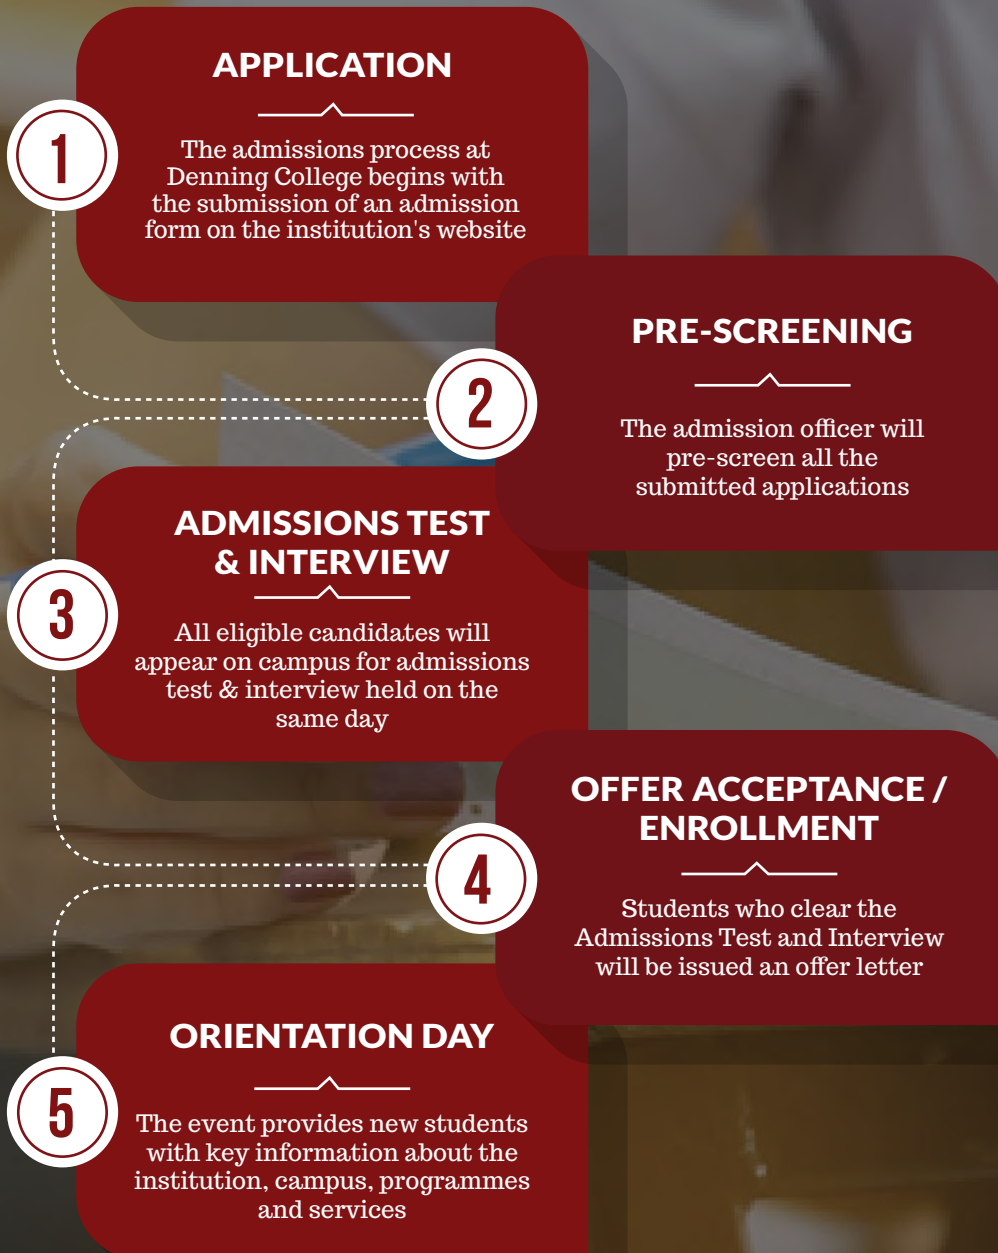 APPLICATION
1
The admissions process at
Denning College begins with
the submission of an admission
form on the institution's website
PRE-SCREENING
2
The admission officer will
pre-screen all the
submitted applications
ADMISSIONS TEST
& INTERVIEW
3
All eligible candidates will
appear on campus for admissions
test & interview held on the
same day
OFFER ACCEPTANCE /
ENROLLMENT
4
Students who clear the
Admissions Test and Interview
will be issued an offer letter
ORIENTATION DAY
5
The event provides new students
with key information about the
institution, campus, programmes
and services